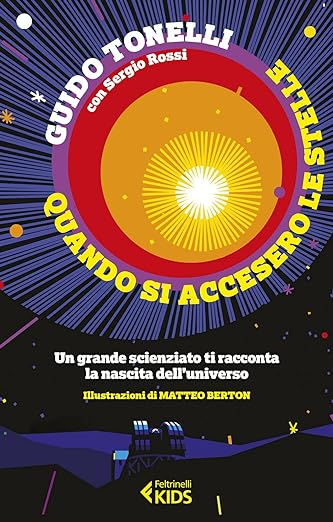 GUIDO TONELLI
con Sergio Rossi
QUANDO SI ACCESERO LE STELLE
Un grande scienziato ti racconta
la nascita dell'universo
Illustrazioni di MATTEO BERTON
Feltrinelli
KIDS